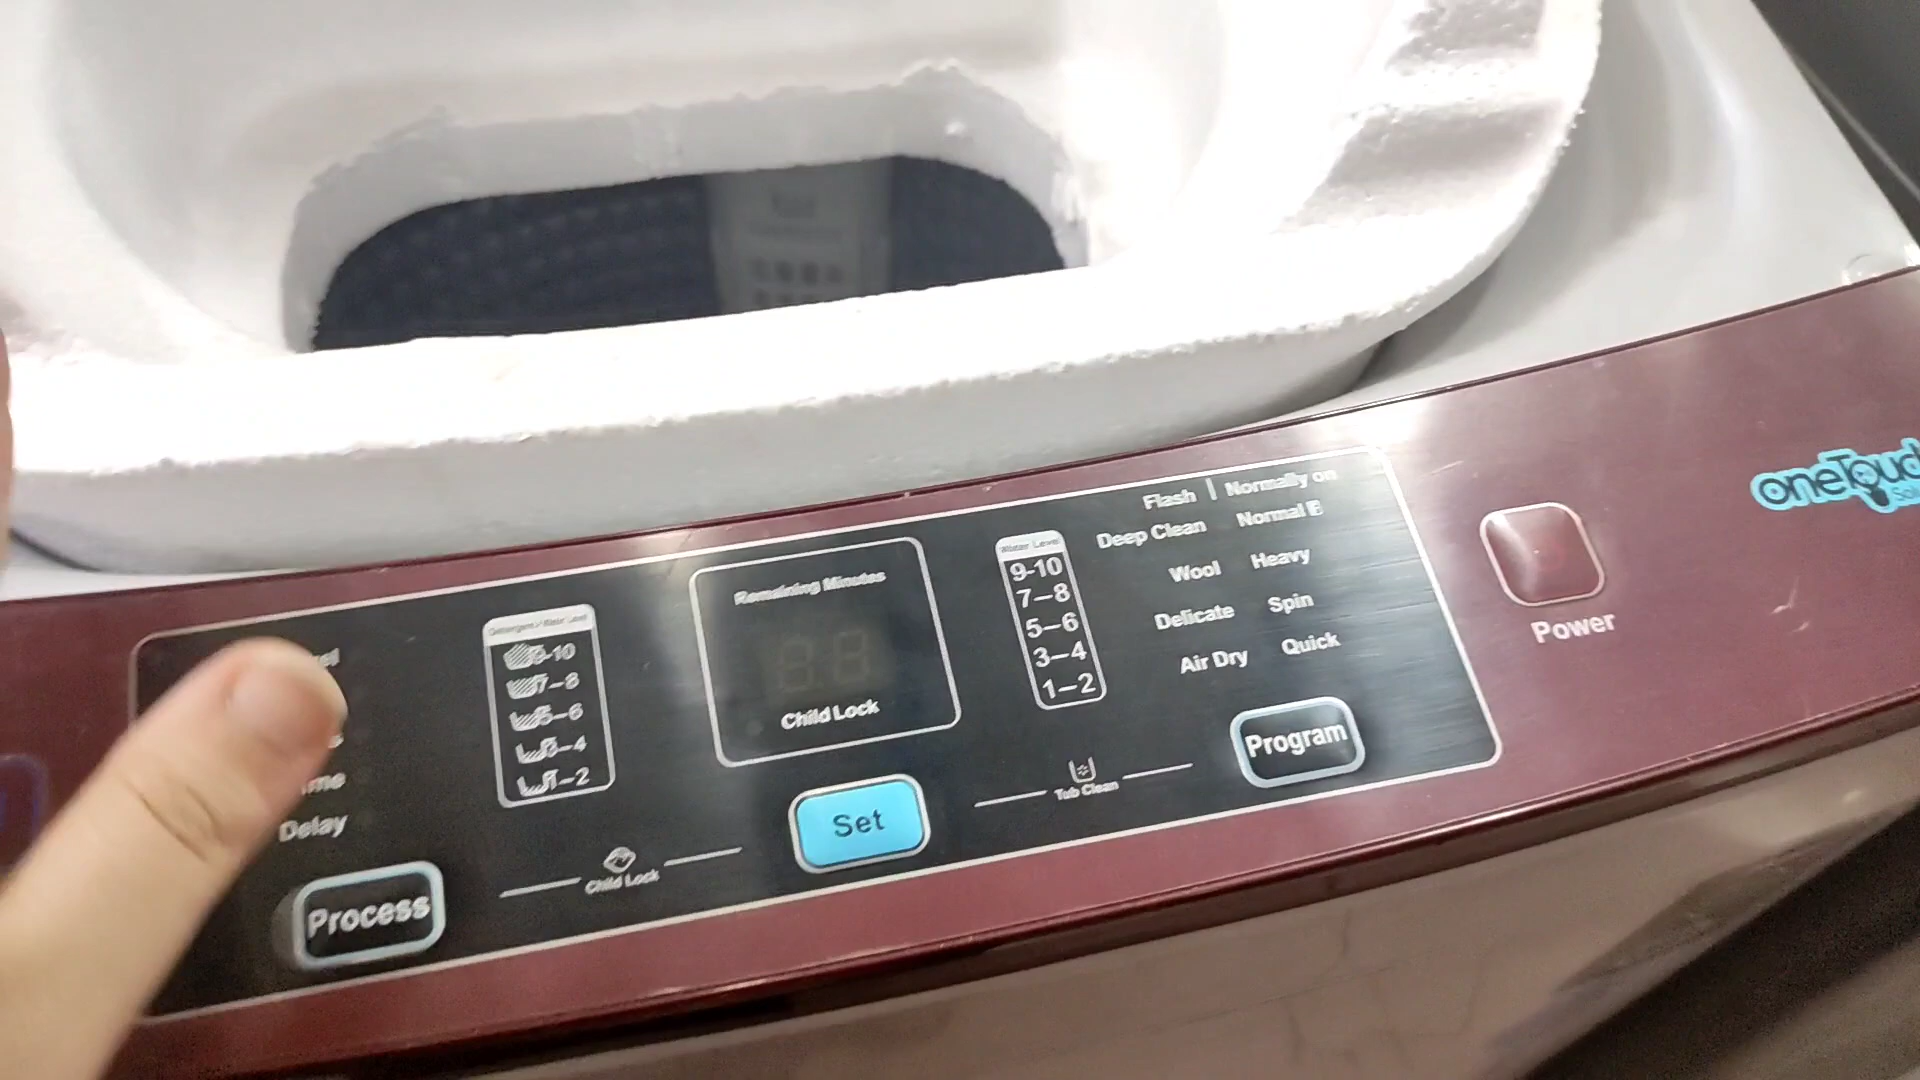 Delay
Process
9-10
7-8
5-6
3-4
1-2
Child Lock
Remaining Minutes
88
Child Lock
Set
Water Level
9-10
7-8
5-6
3-4
1-2
Tub Clean
Flash | Normally on
Deep Clean Normal
Wool Heavy
Delicate Spin
Air Dry Quick
Program
Power
oneTouch